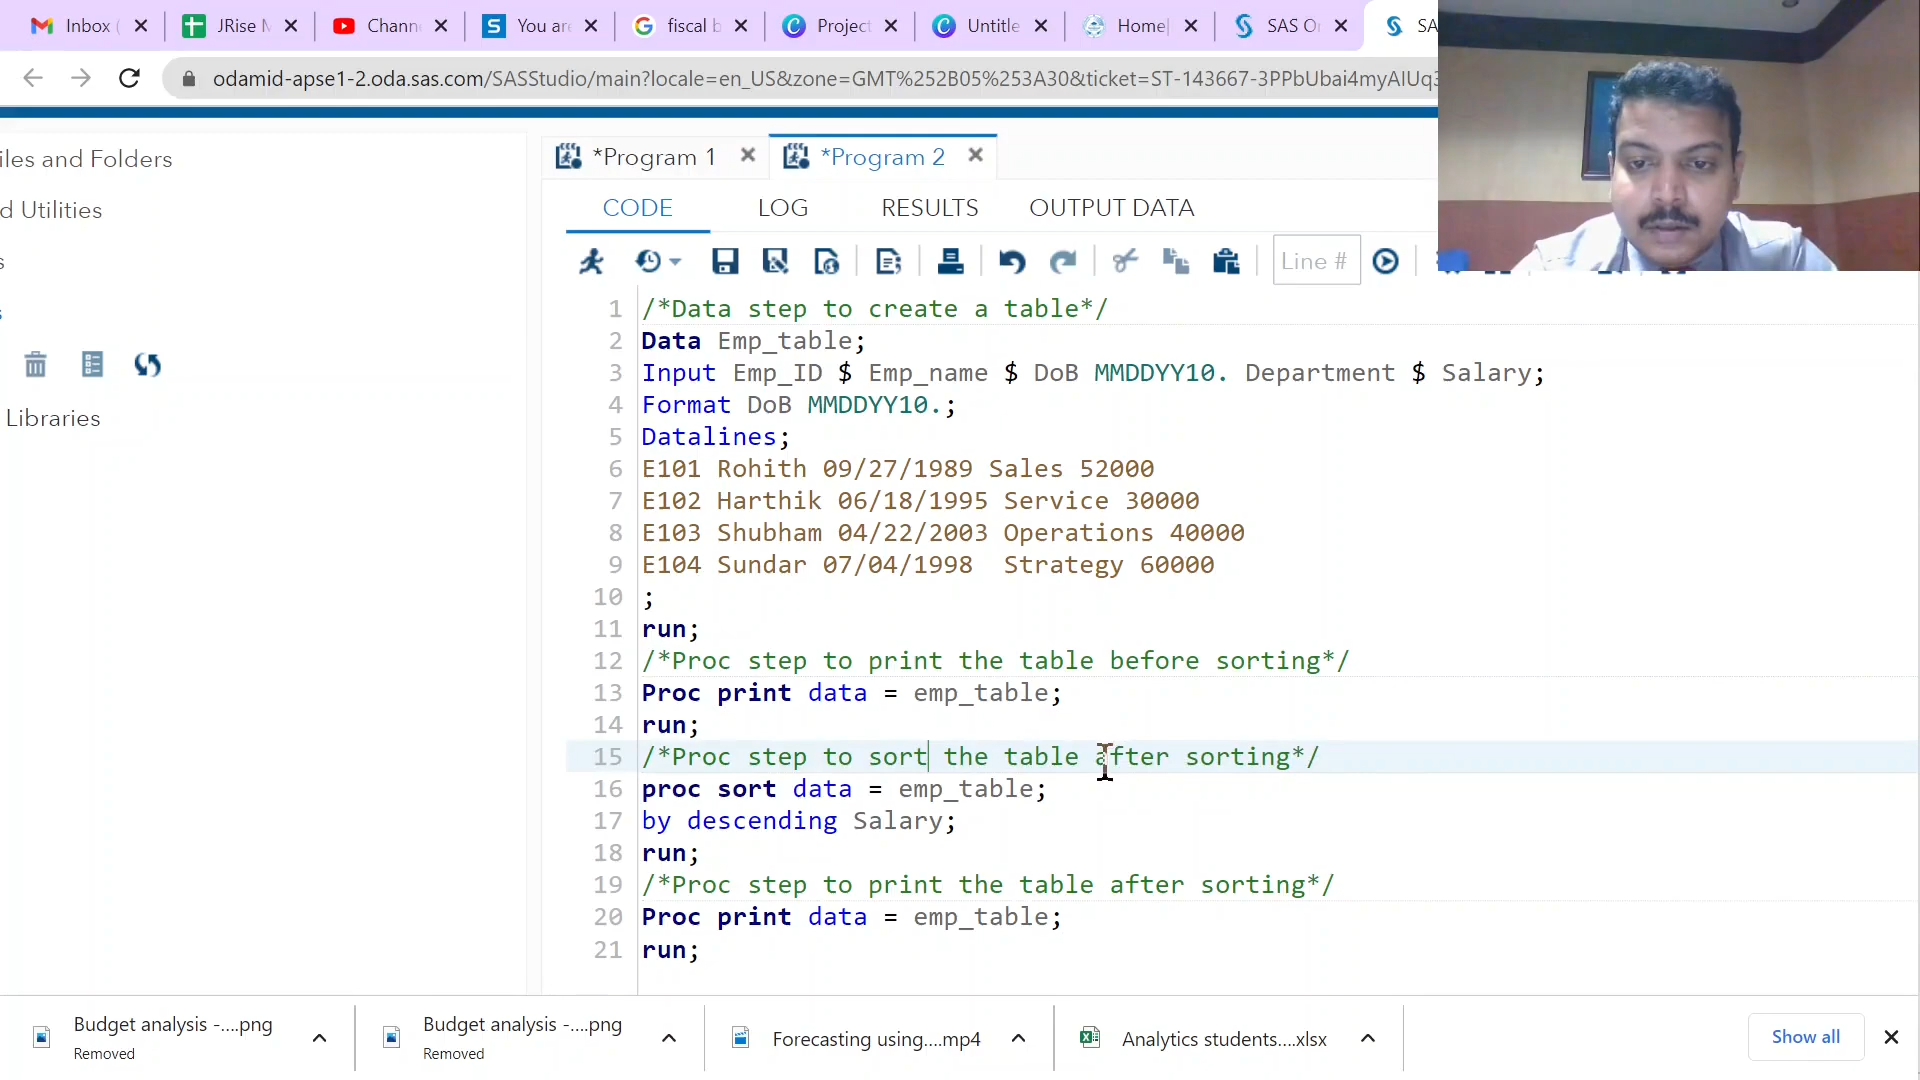 Inbox (
JRise M
Chann
You are
fiscal b
Project
Untitle
Home|
SAS O
SA
odamid-apse1-2.oda.sas.com/SASStudio/main?locale=en_US&zone=GMT%252B05%253A30&ticket=ST-143667-3PPbUbai4myAIUq3
iles and Folders
d Utilities
s
s
Libraries
*Program 1
*Program 2
CODE LOG RESULTS OUTPUT DATA
Line #
1 /*Data step to create a table*/
2 Data Emp_table;
3 Input Emp_ID $ Emp_name $ DoB MMDDYY10. Department $ Salary;
4 Format DoB MMDDYY10.;
5 Datalines;
6 E101 Rohith 09/27/1989 Sales 52000
7 E102 Harthik 06/18/1995 Service 30000
8 E103 Shubham 04/22/2003 Operations 40000
9 E104 Sundar 07/04/1998  Strategy 60000
10 ;
11 run;
12 /*Proc step to print the table before sorting*/
13 Proc print data = emp_table;
14 run;
15 /*Proc step to sort the table after sorting*/
16 proc sort data = emp_table;
17 by descending Salary;
18 run;
19 /*Proc step to print the table after sorting*/
20 Proc print data = emp_table;
21 run;
Budget analysis -....png
Removed
Budget analysis -....png
Removed
Forecasting using....mp4
Analytics students....xlsx
Show all